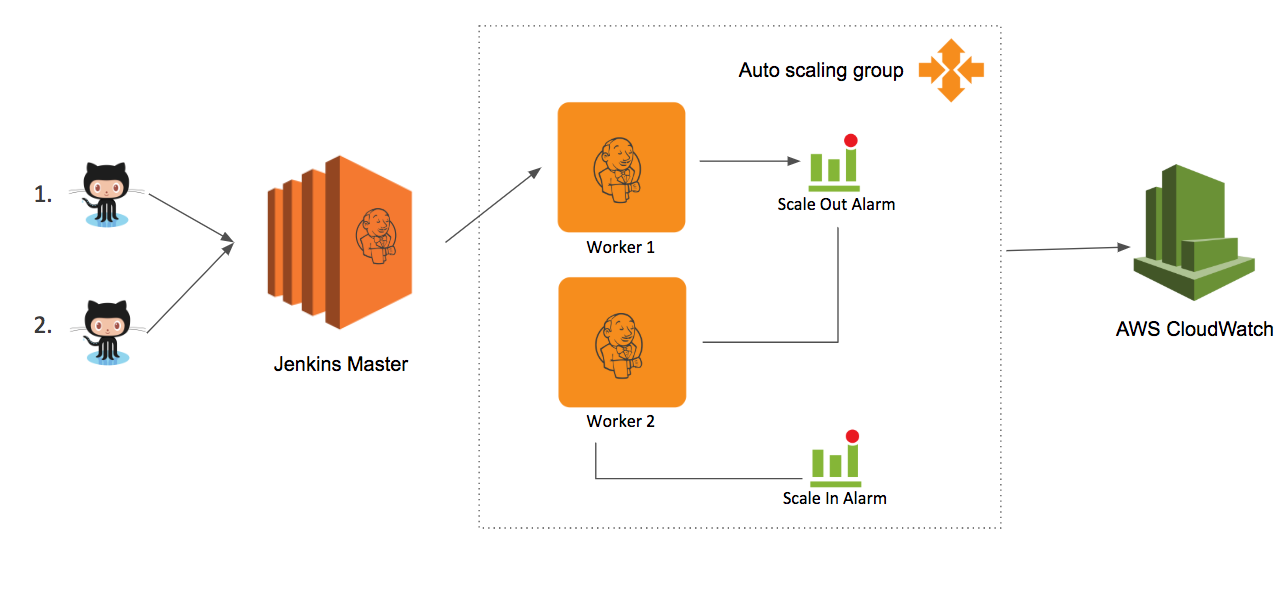 Auto scaling group
1.
Scale Out Alarm
Worker 1
2.
AWS CloudWatch
Jenkins Master
Worker 2
Scale In Alarm